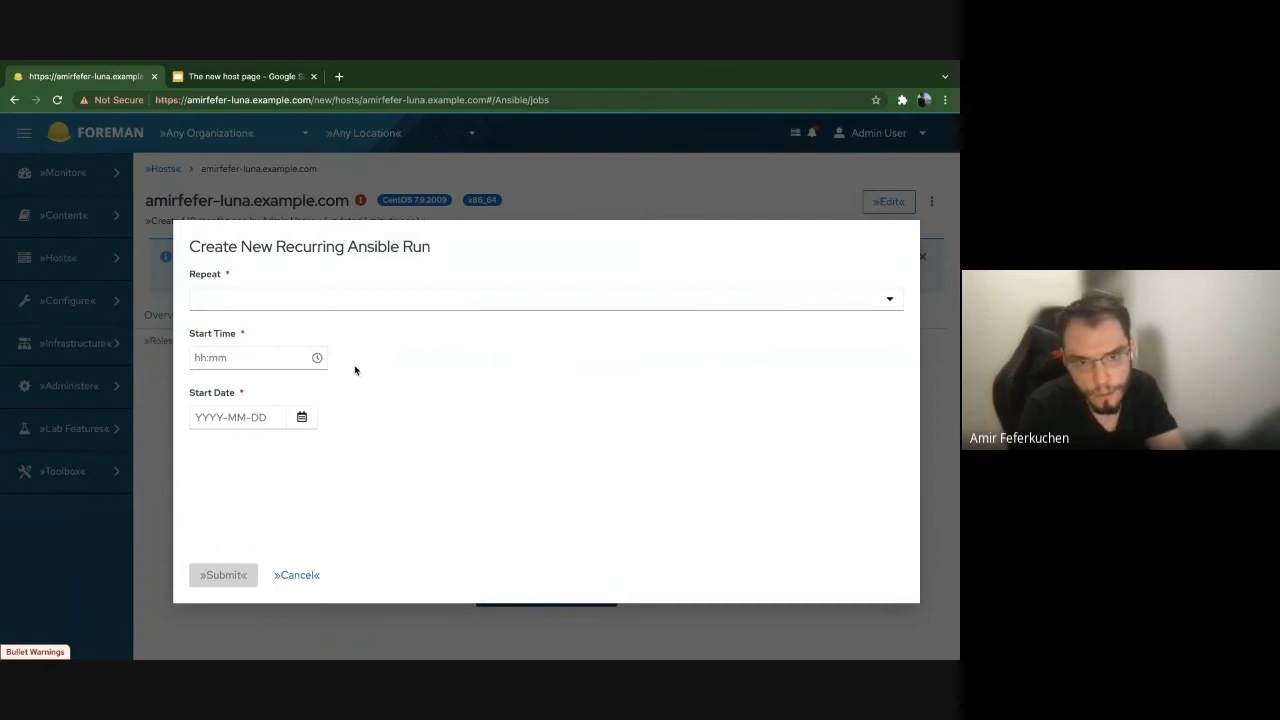 https://amirfefer-luna.example
The new host page - Google S
Not Secure
https://amirfefer-luna.example.com/new/hosts/amirfefer-luna.example.com#/Ansible/jobs
FOREMAN
»Any Organization«
»Any Location«
Admin User
»Monitor«
»Content«
»Hosts«
»Configure«
»Infrastructure«
»Administer«
»Lab Features«
»Toolbox«
»Hosts«
amirfefer-luna.example.com
amirfefer-luna.example.com
CentOS 7.9.2009
x86_64
»Edit«
Create New Recurring Ansible Run
Repeat *
Start Time *
hh:mm
Start Date *
YYYY-MM-DD
»Submit«
»Cancel«
Bullet Warnings
Amir Feferkuchen